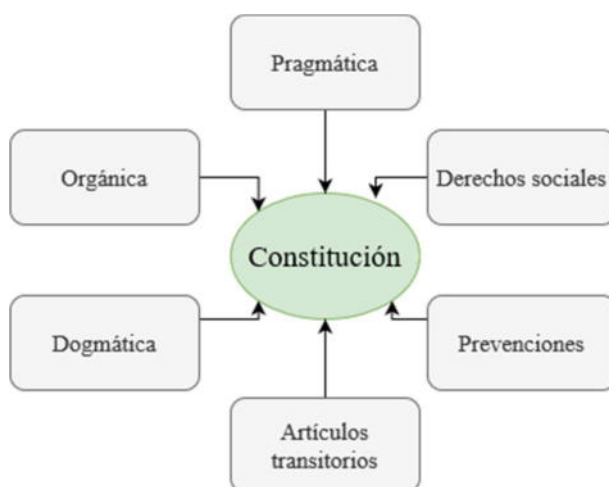 Pragmática
Orgánica
Derechos sociales
Constitución
Dogmática
Prevenciones
Artículos
transitorios